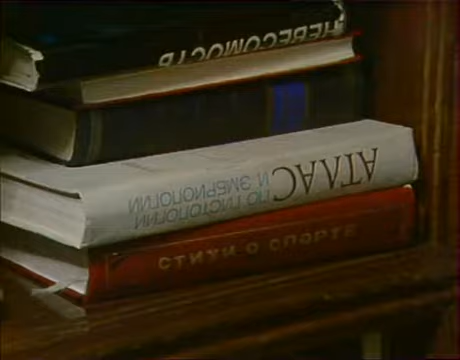 НЕВЕСОМОСТЬ
АТЛАС
ПО ГИСТОЛОГИИ
И ЭМБРИОЛОГИИ
СТИХИ О СПОРТЕ